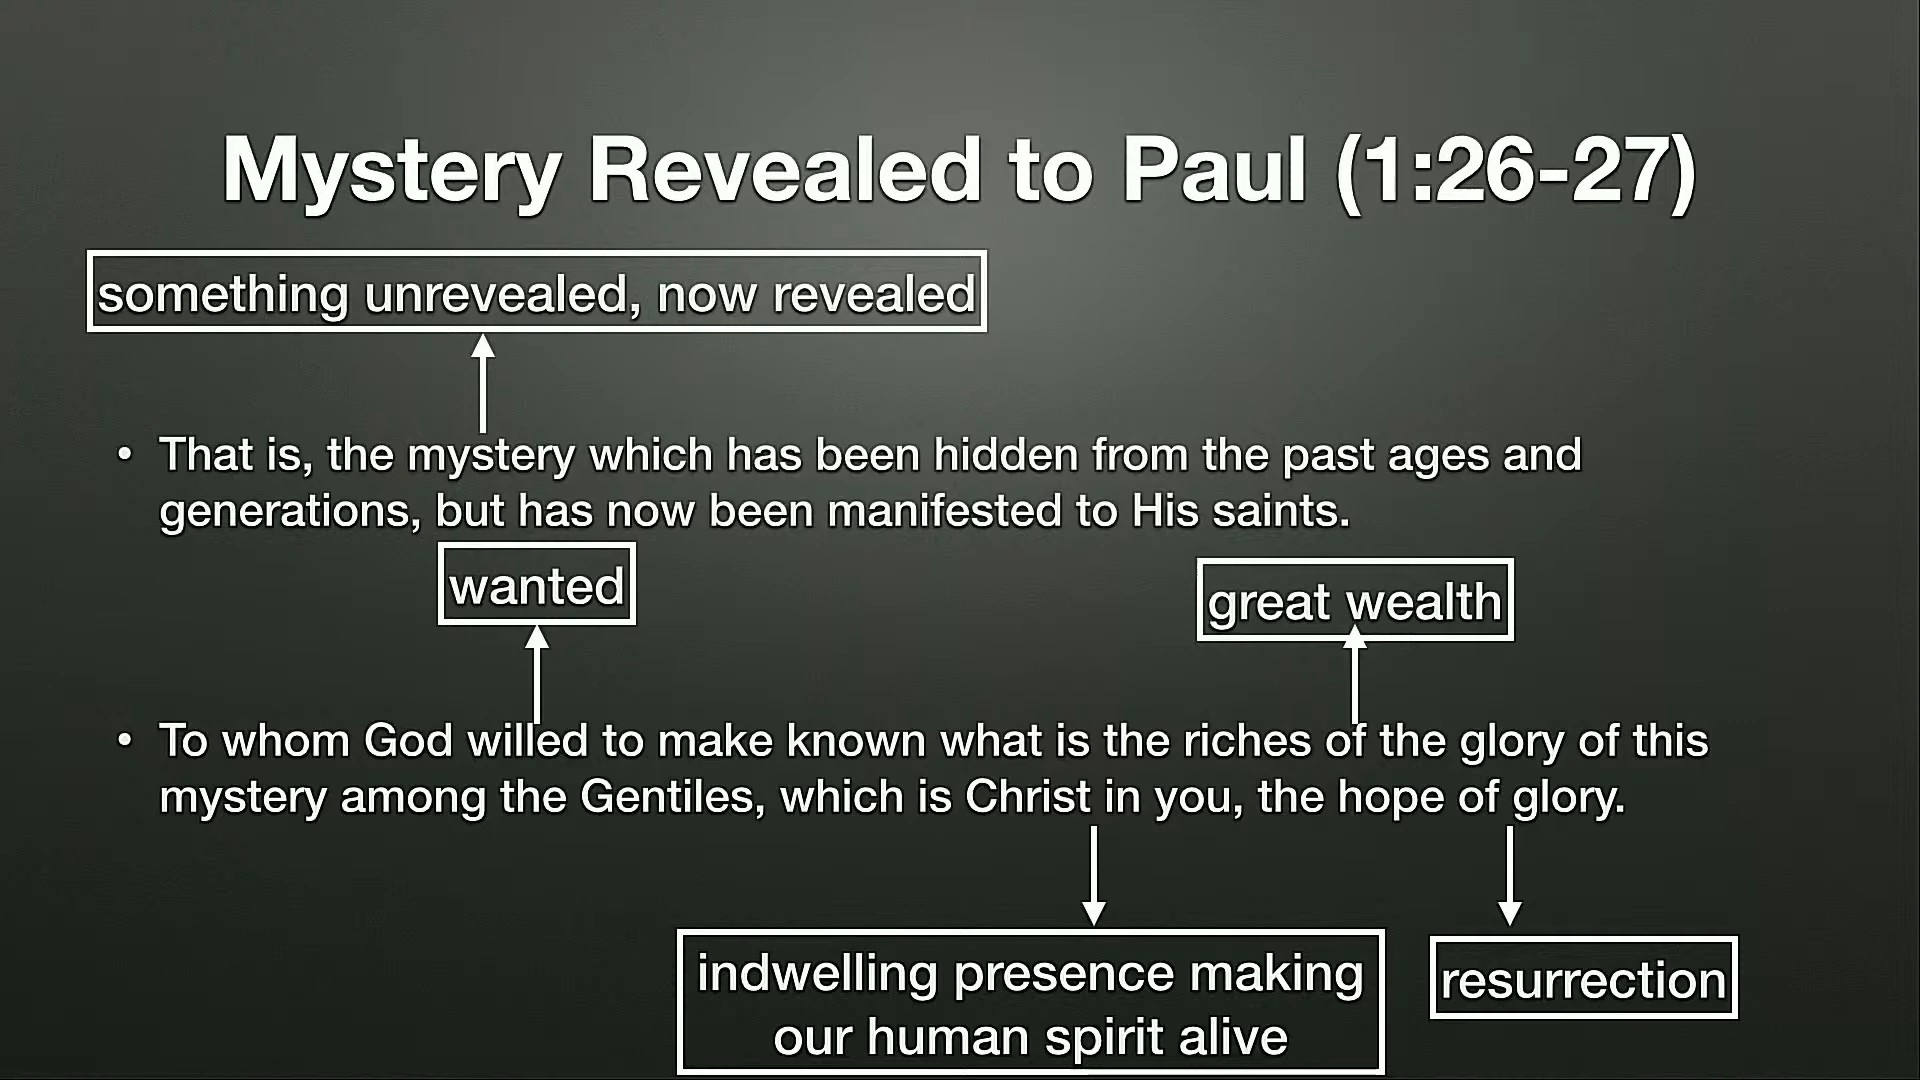 Mystery Revealed to Paul (1:26-27)
something unrevealed, now revealed
• That is, the mystery which has been hidden from the past ages and
generations, but has now been manifested to His saints.
wanted
great wealth
• To whom God willed to make known what is the riches of the glory of this
mystery among the Gentiles, which is Christ in you, the hope of glory.
indwelling presence making
our human spirit alive
resurrection